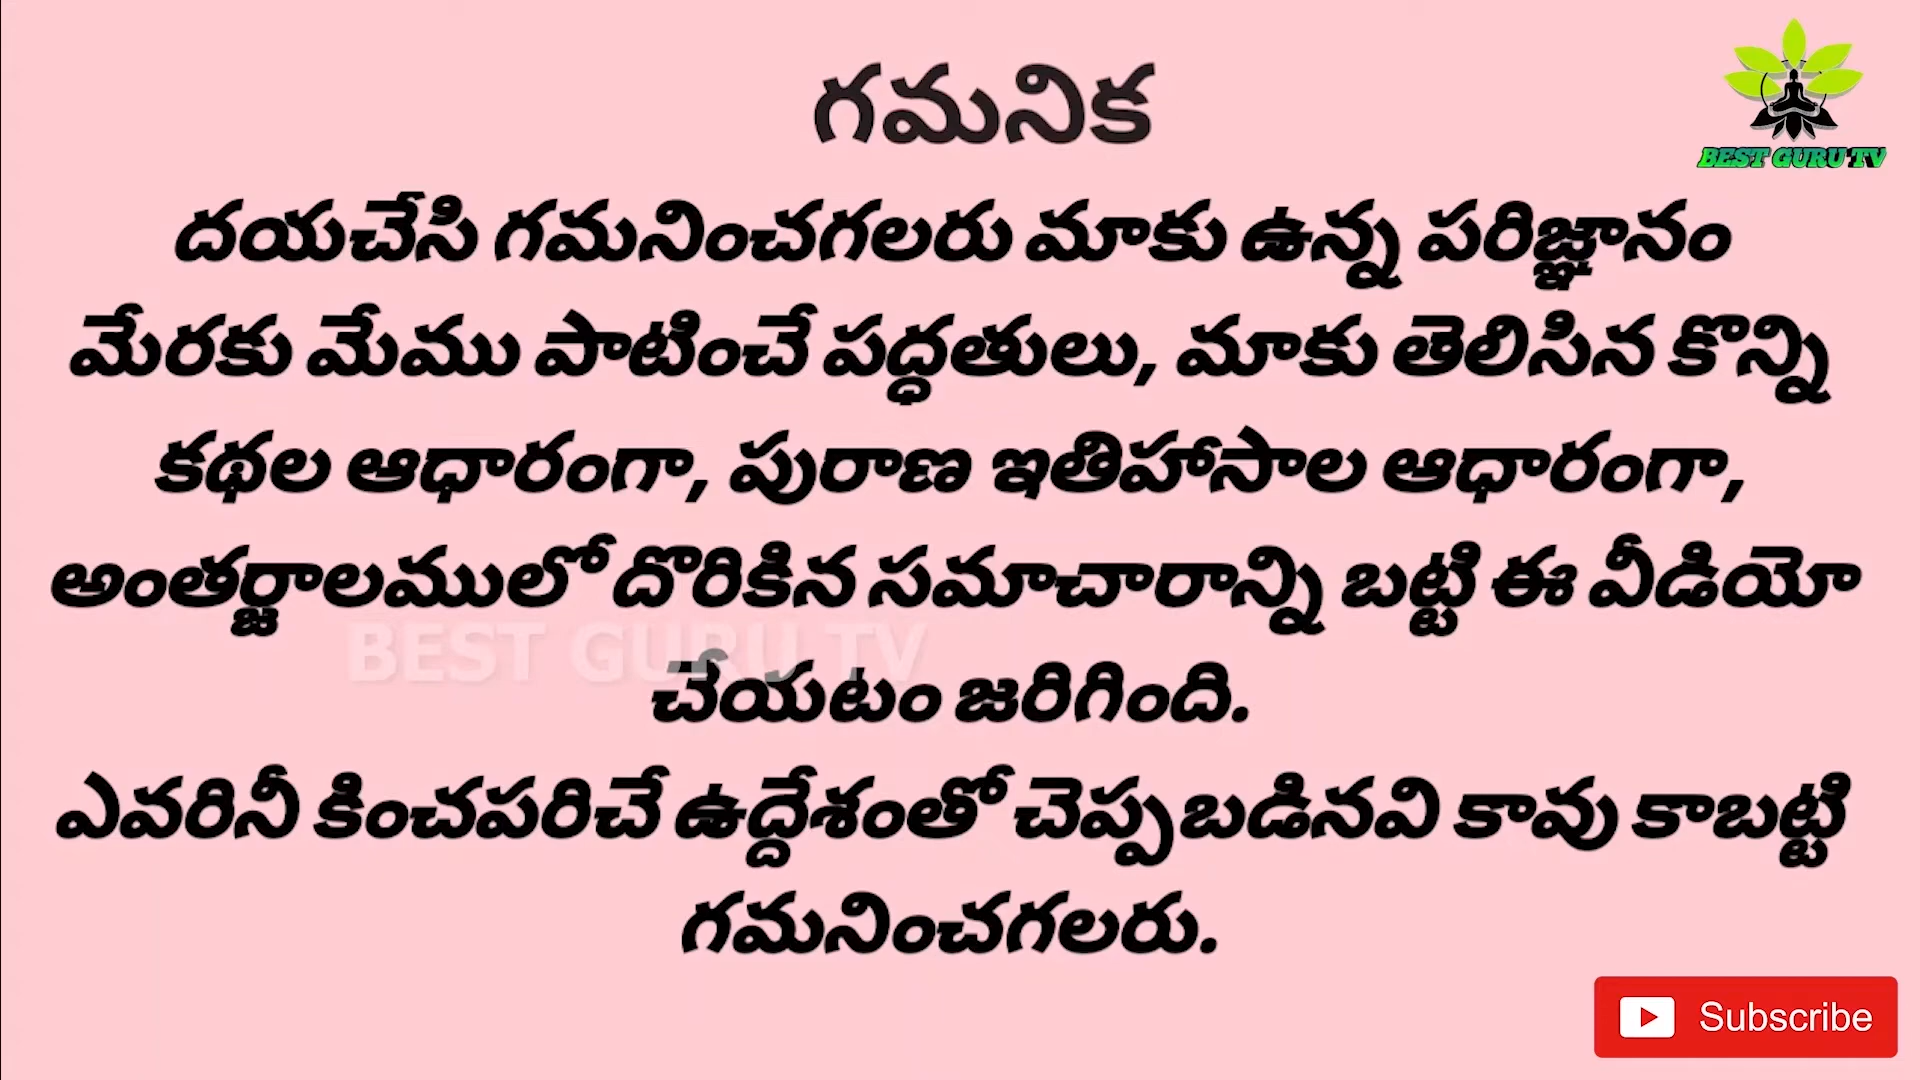 గమనిక
BEST GURU TV
దయచేసి గమనించగలరు మాకు ఉన్న పరిజ్ఞానం
మేరకు మేము పాటించే పద్ధతులు, మాకు తెలిసిన కొన్ని
కథల ఆధారంగా, పురాణ ఇతిహాసాల ఆధారంగా,
అంతర్జాలములో దొరికిన సమాచారాన్ని బట్టి ఈ వీడియో
BEST GURU TV
చేయటం జరిగింది.
ఎవరినీ కించపరిచే ఉద్దేశంతో చెప్పబడినవి కావు కాబట్టి
గమనించగలరు.
Subscribe